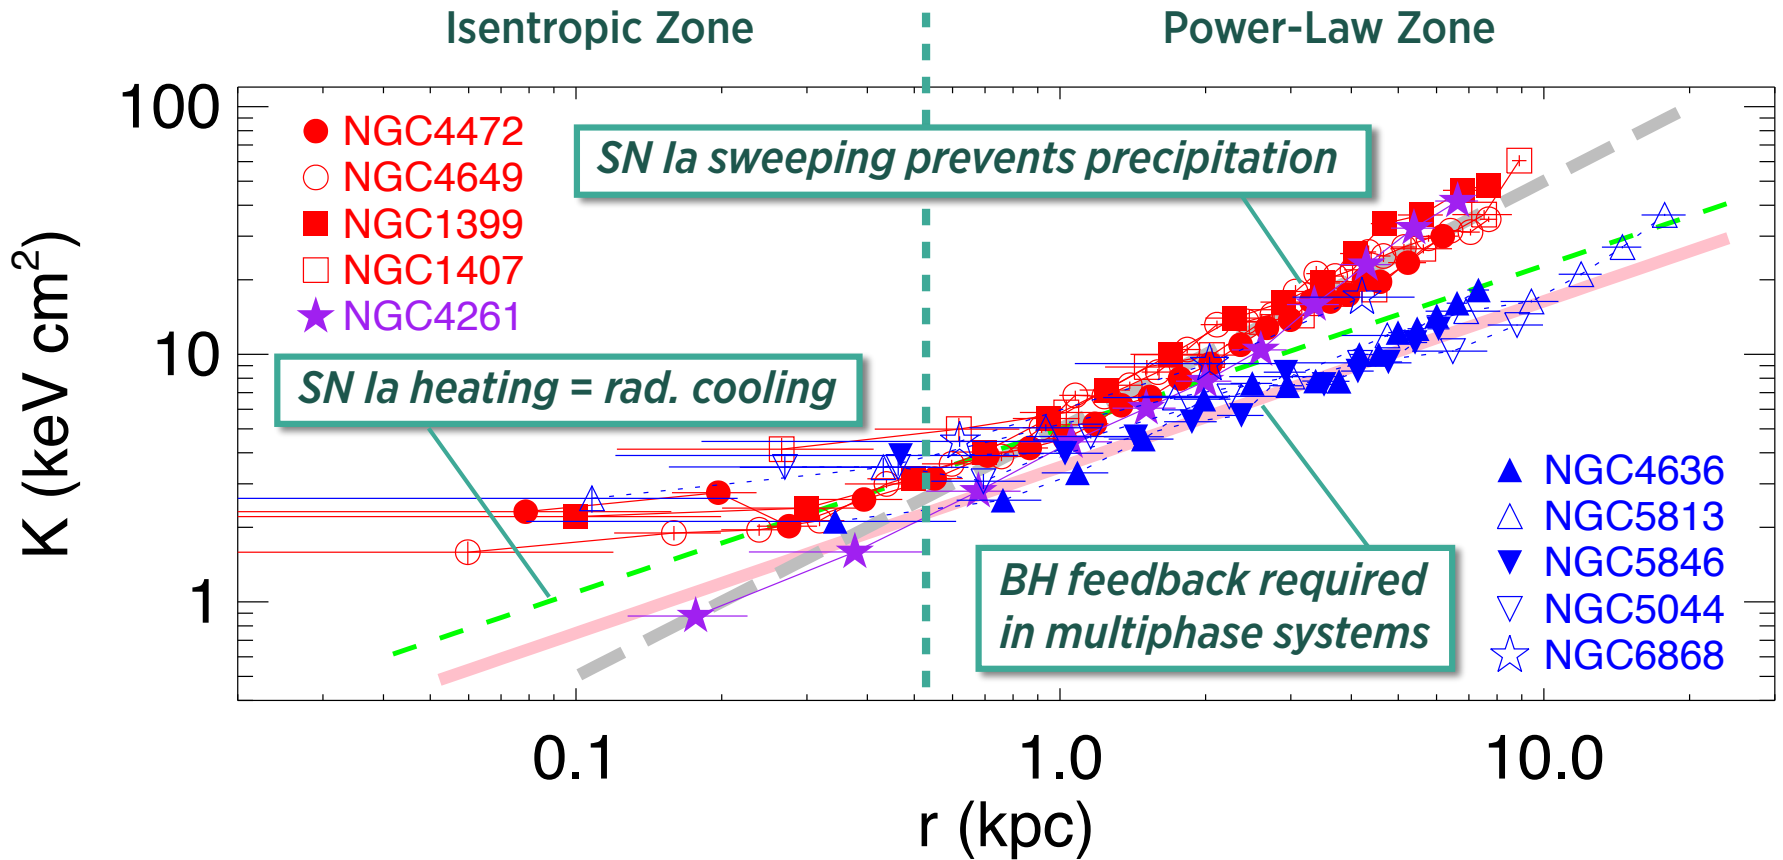 Isentropic Zone
Power-Law Zone
100
10
1
K (keV cm²)
NGC4472
NGC4649
NGC1399
NGC1407
NGC4261
SN Ia sweeping prevents precipitation
SN Ia heating = rad. cooling
BH feedback required
in multiphase systems
NGC4636
NGC5813
NGC5846
NGC5044
NGC6868
0.1
1.0
10.0
r (kpc)